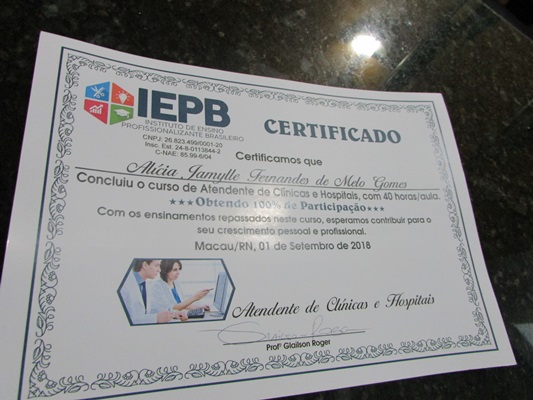 IEPB
INSTITUTO DE ENSINO
PROFISSIONALIZANTE BRASILEIRO
CNPJ: 26.823.499/0001-20
Insc. Est. 24-8-0113844-2
C-NAE: 85.99-6/04
CERTIFICADO
Certificamos que
Alícia Jamylle Fernandes de Melo Gomes
Concluiu o curso de Atendente de Clínicas e Hospitais, com 40 horas/aula.
★★★Obtendo 100% de Participação★★★
Com os ensinamentos repassados neste curso, esperamos contribuir para o
seu crescimento pessoal e profissional.
Macau/RN, 01 de Setembro de 2018
Atendente de Clínicas e Hospitais
Profº Glailson Roger